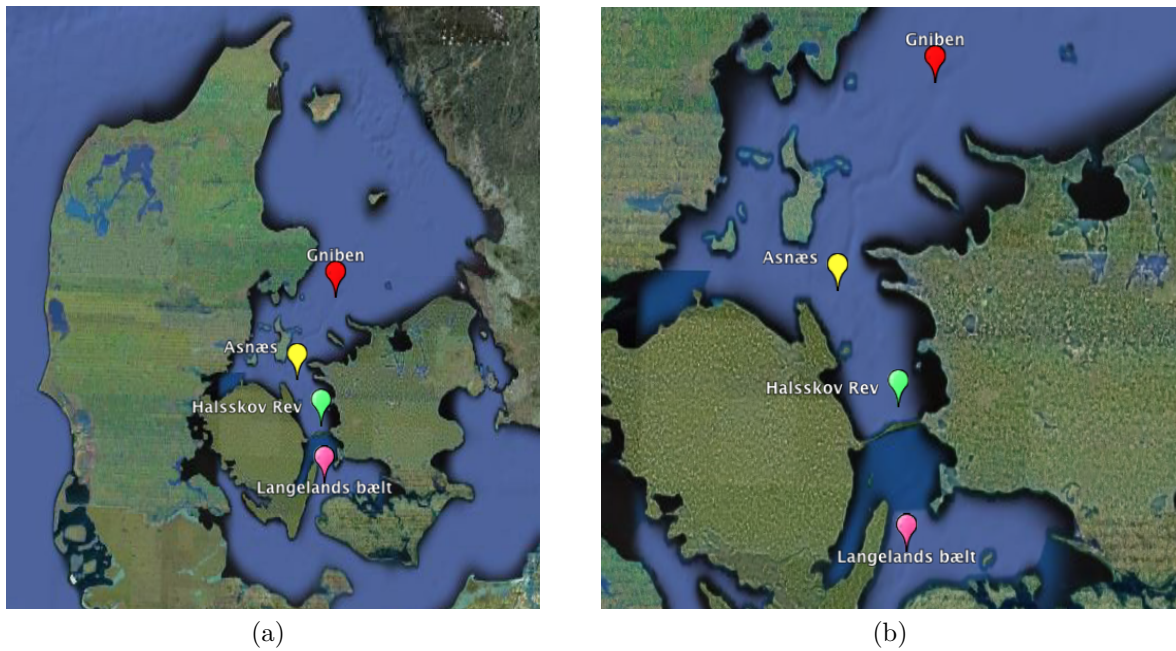 Gniben
Asnæs
Halsskov Rev
Langelands bælt
(a)
Gniben
Asnæs
Halsskov Rev
Langelands bælt
(b)